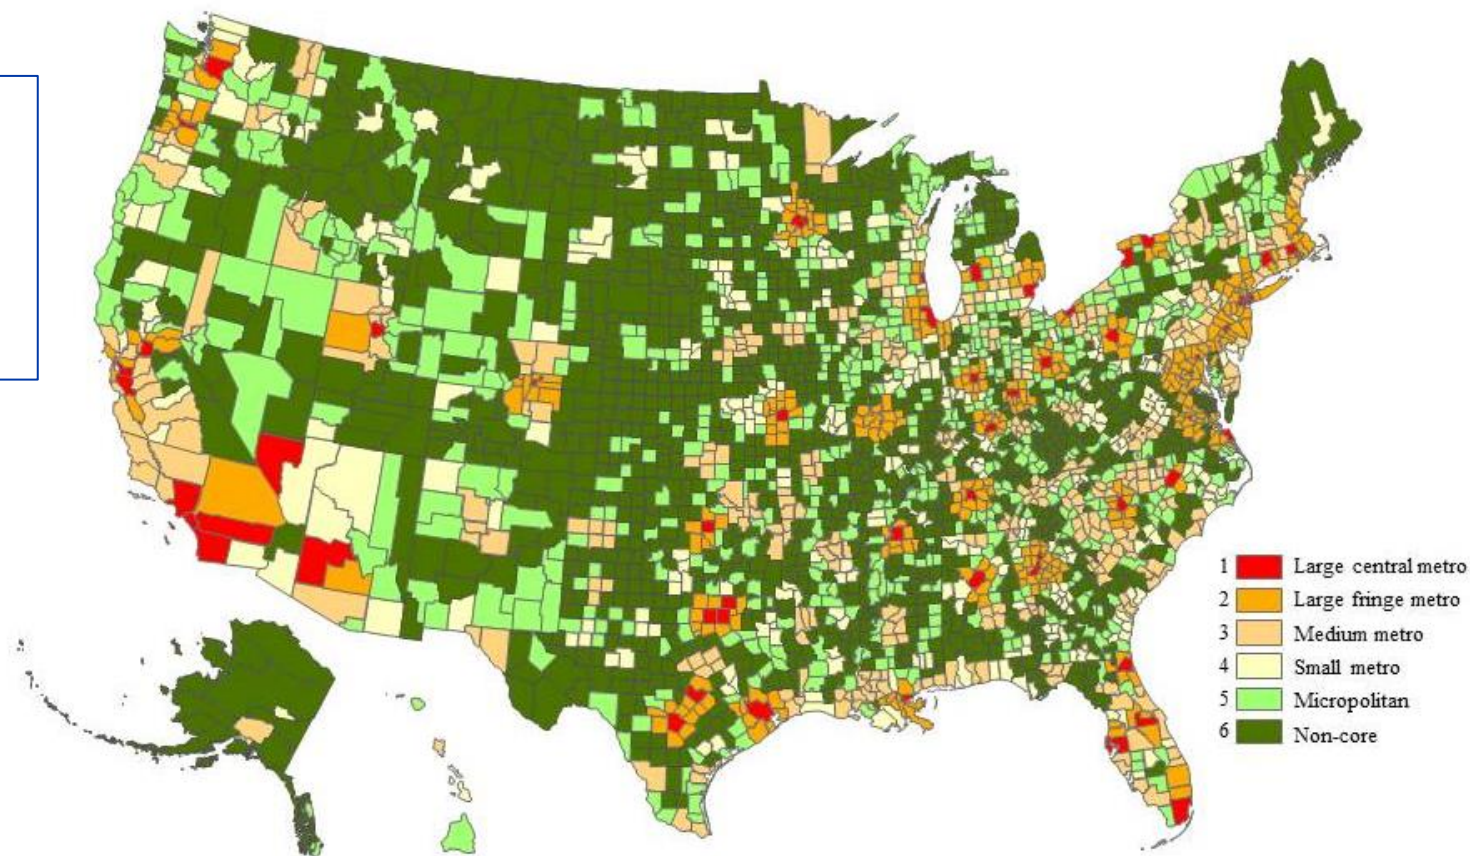 1 Large central metro
2 Large fringe metro
3 Medium metro
4 Small metro
5 Micropolitan
6 Non-core